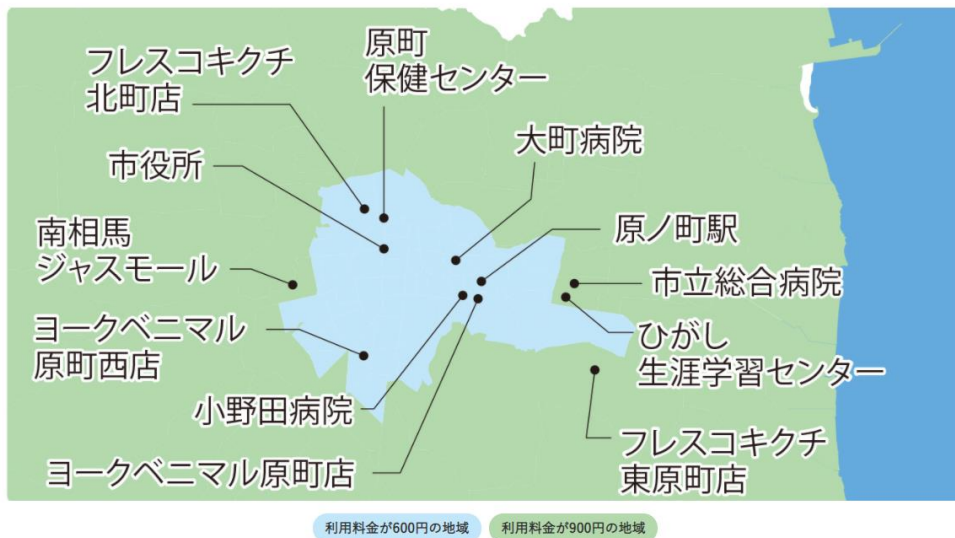 フレスコキクチ
北町店
原町
保健センター
大町病院
市役所
原ノ町駅
南相馬
ジャスモール
市立総合病院
ヨークベニマル
原町西店
ひがし
生涯学習センター
小野田病院
フレスコキクチ
東原町店
ヨークベニマル原町店
利用料金が600円の地域
利用料金が900円の地域